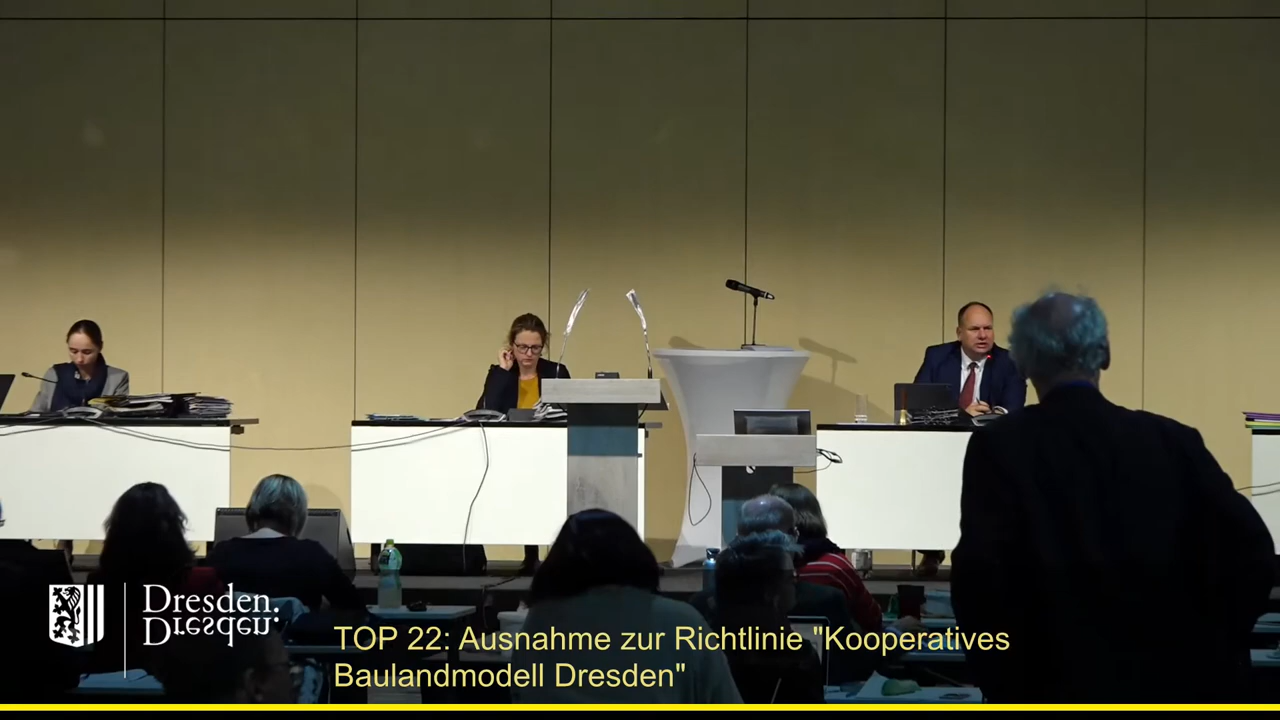 Dresden.
Dresden.
TOP 22: Ausnahme zur Richtlinie "Kooperatives
Baulandmodell Dresden"